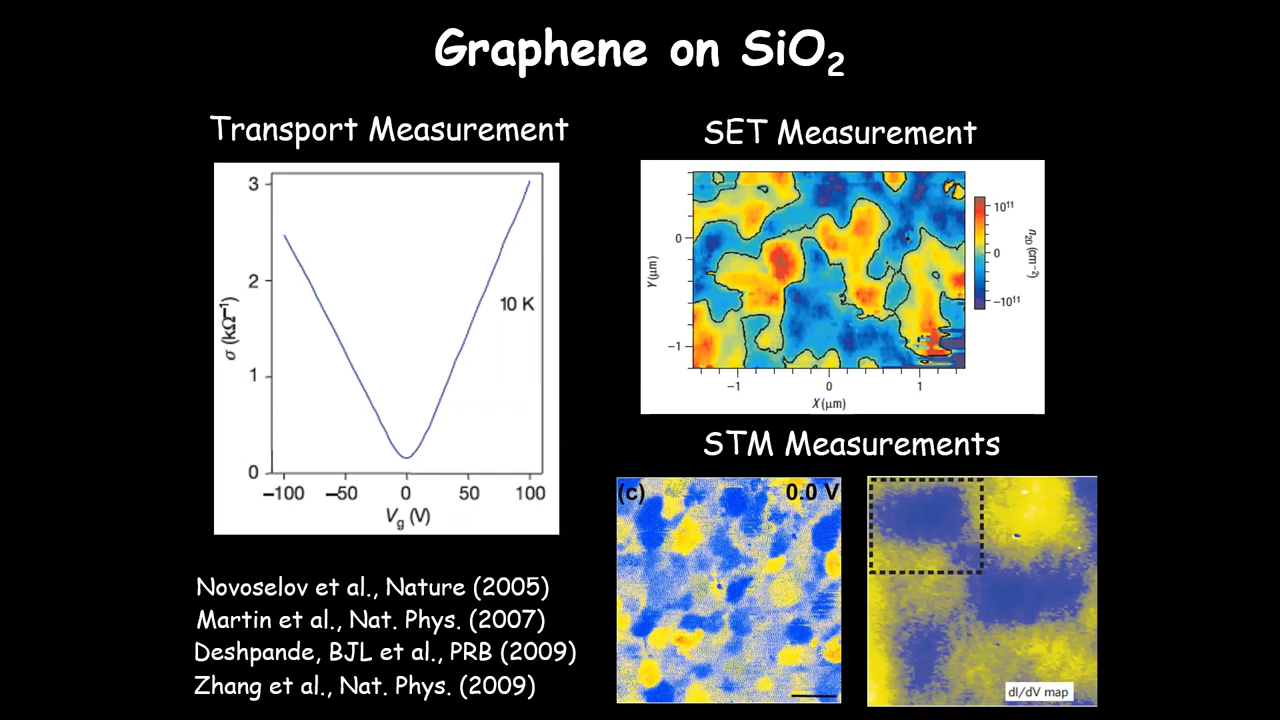 Graphene on SiO₂
Transport Measurement
3
2
1
0
σ (kΩ⁻¹)
10 K
−100 −50 0 50 100
Vg (V)
SET Measurement
0
−1
Y (μm)
−1 0 1
X (μm)
10¹¹
0
−10¹¹
n2D (cm⁻²)
STM Measurements
(c) 0.0 V
dI/dV map
Novoselov et al., Nature (2005)
Martin et al., Nat. Phys. (2007)
Deshpande, BJL et al., PRB (2009)
Zhang et al., Nat. Phys. (2009)